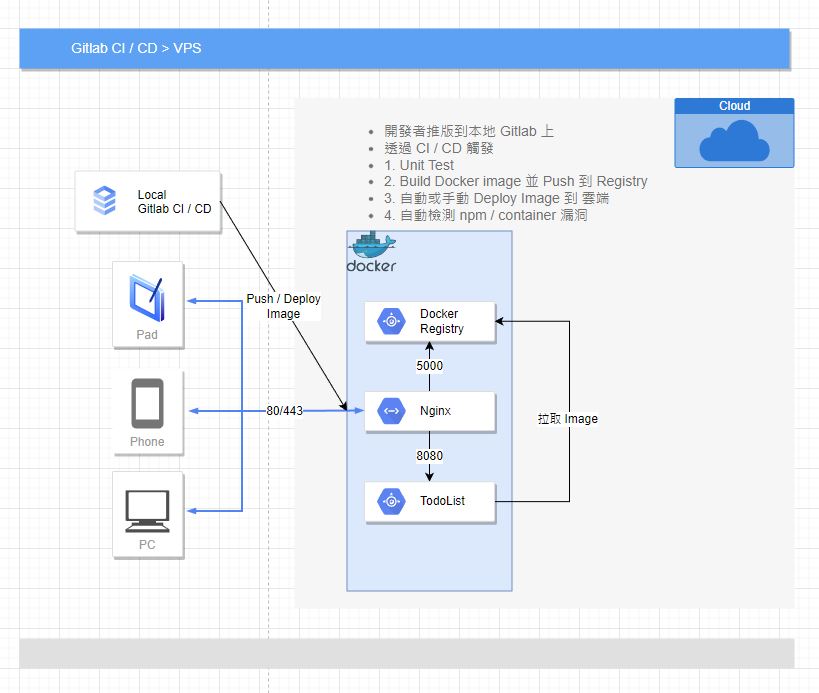 Gitlab CI / CD > VPS
Cloud
開發者推版到本地 Gitlab 上
透過 CI / CD 觸發
1. Unit Test
2. Build Docker image 並 Push 到 Registry
3. 自動或手動 Deploy Image 到 雲端
4. 自動檢測 npm / container 漏洞
Local
Gitlab CI / CD
docker
Push / Deploy
Image
Pad
Docker
Registry
5000
Phone
80/443
Nginx
拉取 Image
8080
TodoList
PC